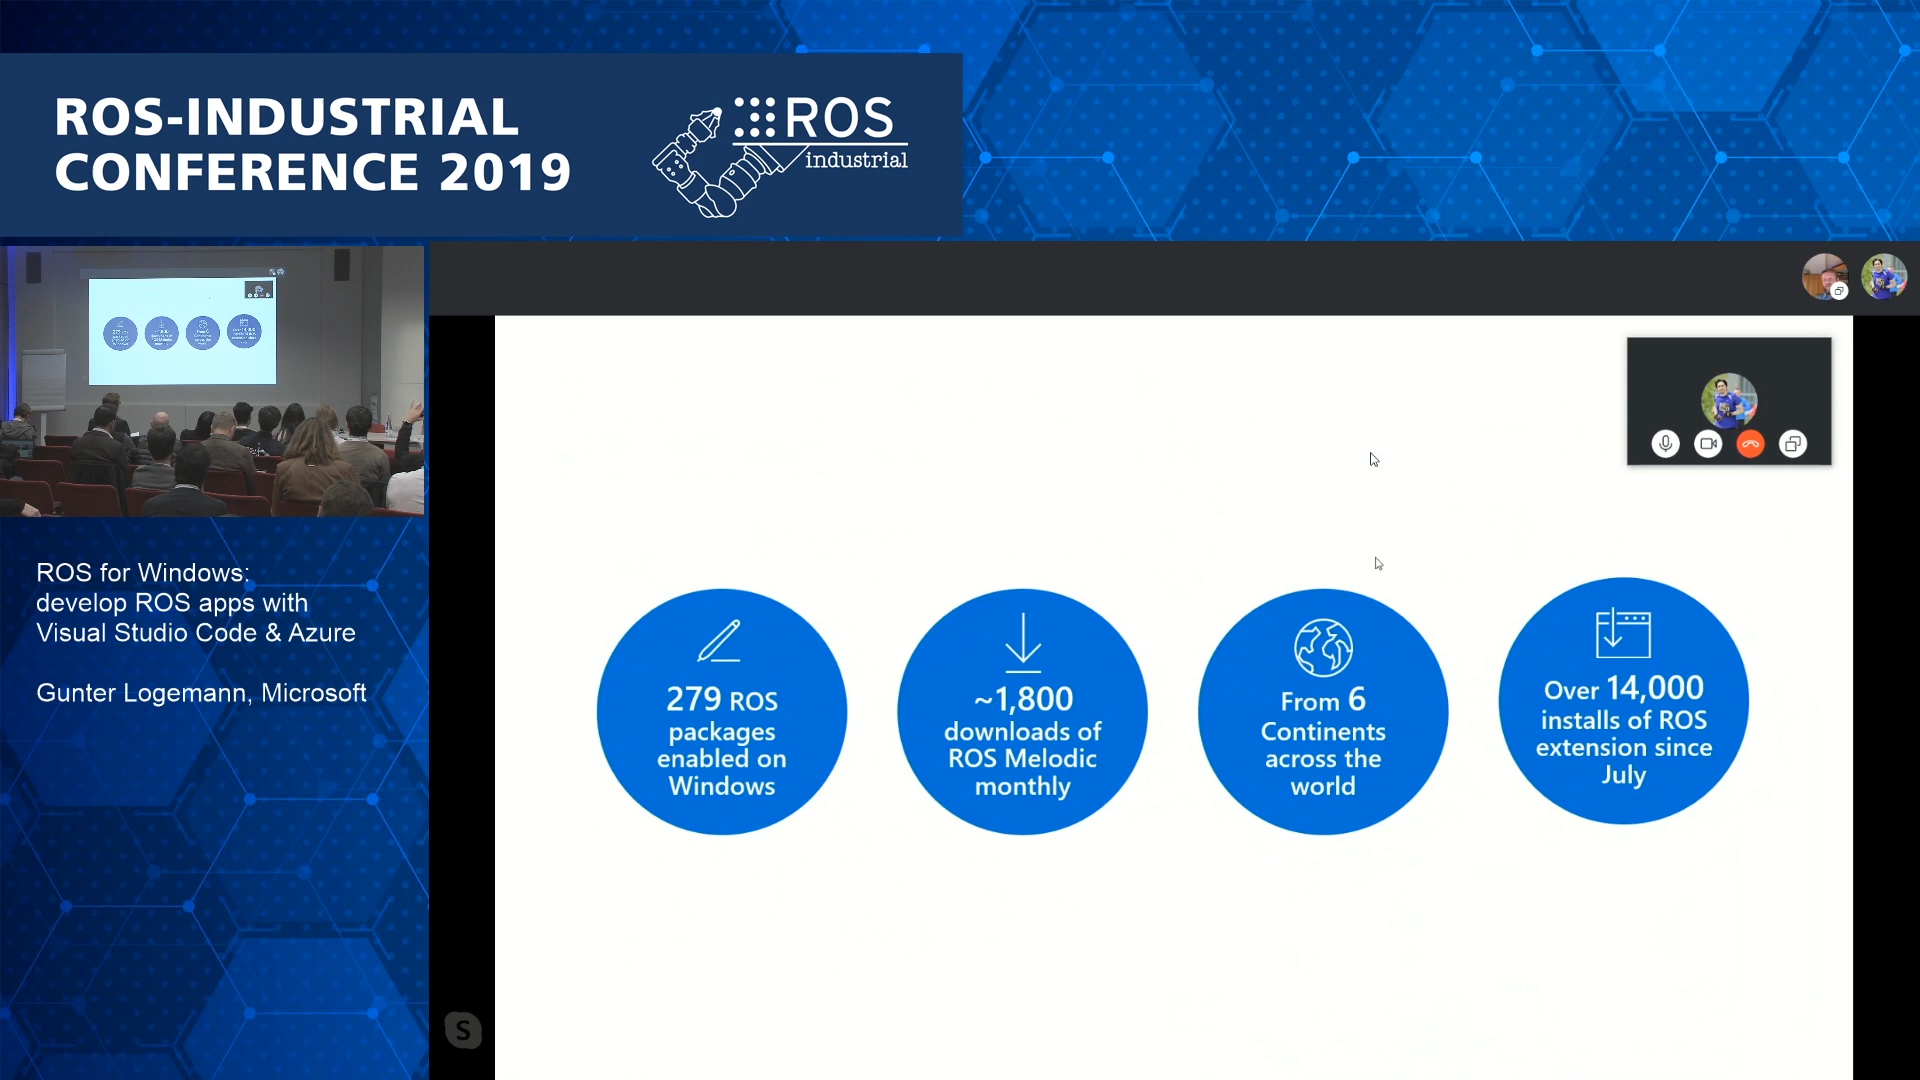 ROS-INDUSTRIAL
CONFERENCE 2019
ROS
industrial
ROS for Windows:
develop ROS apps with
Visual Studio Code & Azure
Gunter Logemann, Microsoft
279 ROS
packages
enabled on
Windows
~1,800
downloads of
ROS Melodic
monthly
From 6
Continents
across the
world
Over 14,000
installs of ROS
extension since
July
S